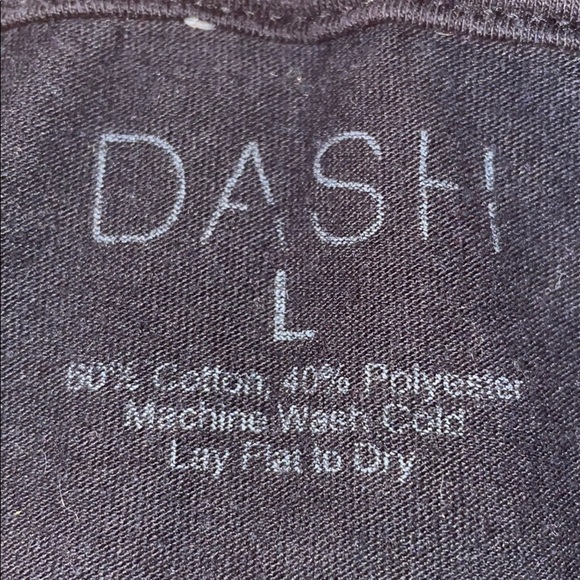 DASH
L
60% Cotton, 40% Polyester
Machine Wash Cold
Lay Flat to Dry